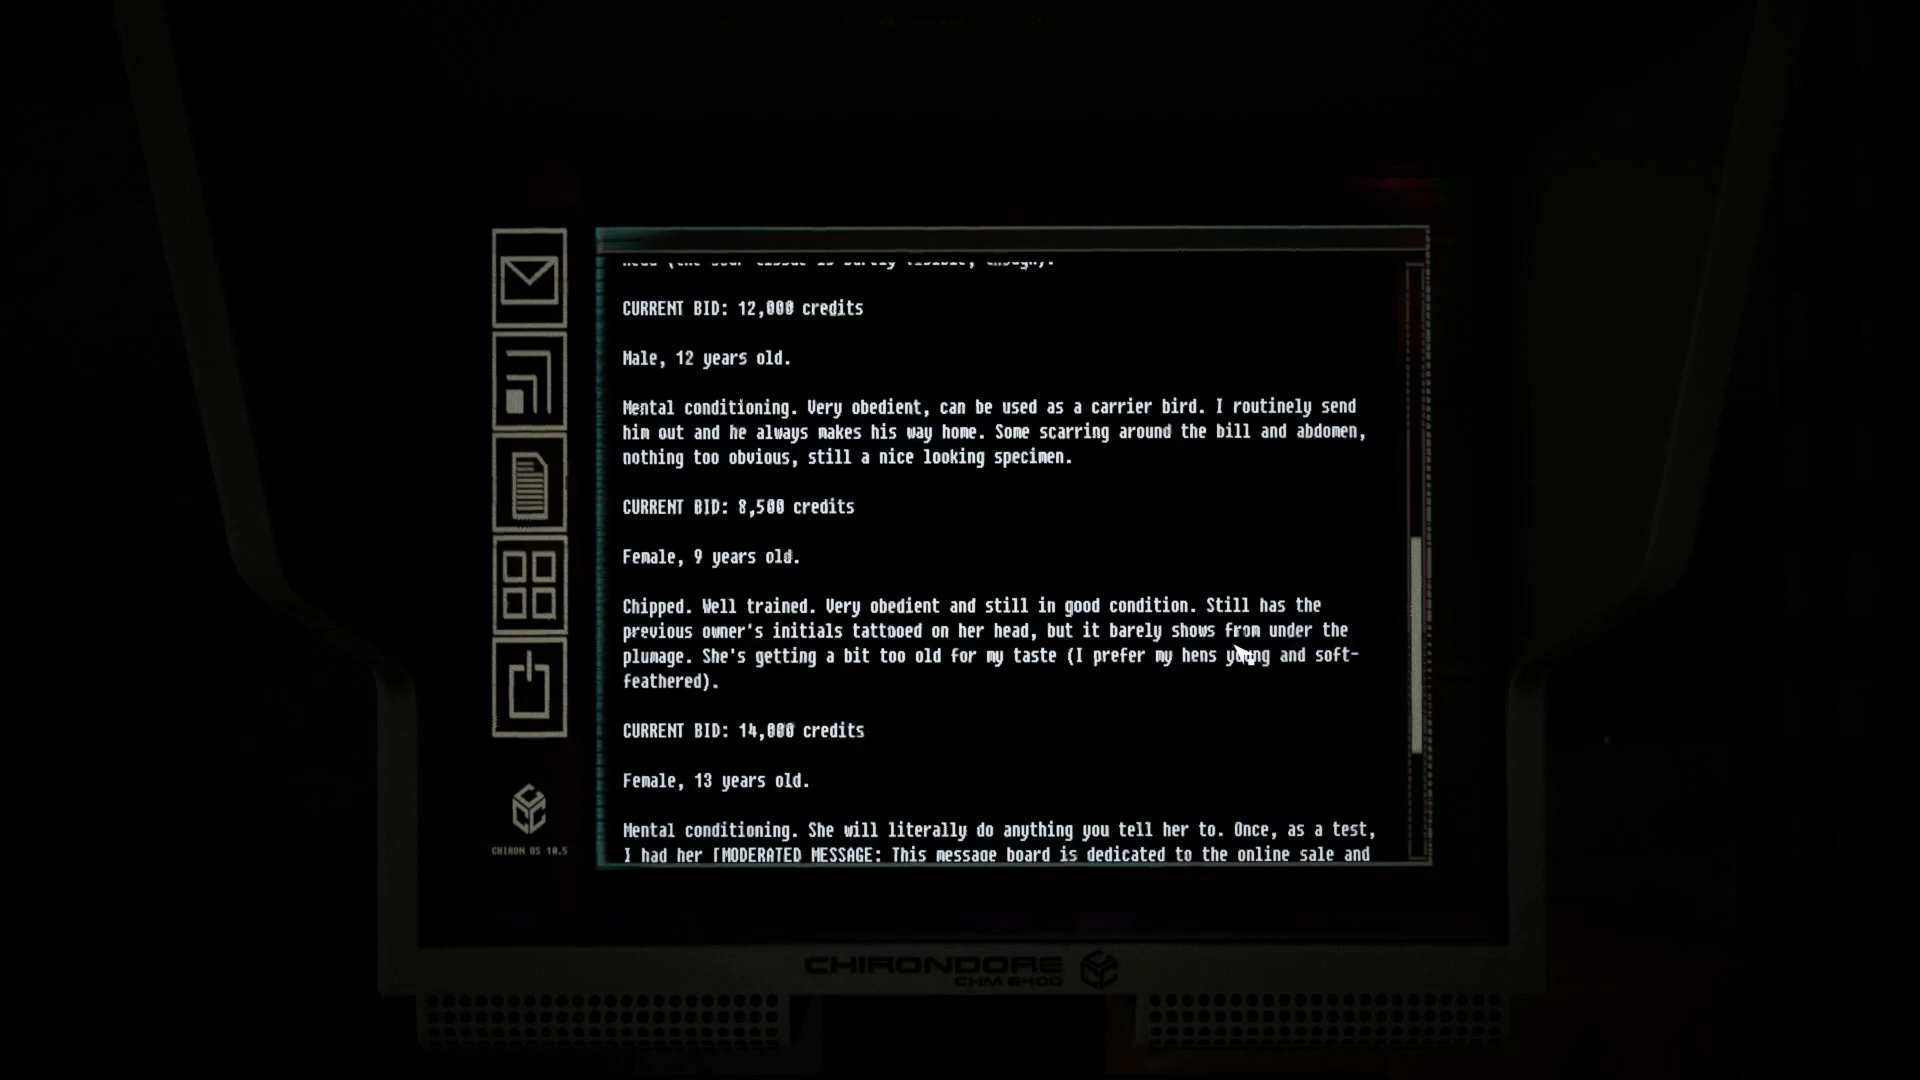 CURRENT BID: 12,000 credits
Male, 12 years old.
Mental conditioning. Very obedient, can be used as a carrier bird. I routinely send
him out and he always makes his way home. Some scarring around the bill and abdomen,
nothing too obvious, still a nice looking specimen.
CURRENT BID: 8,500 credits
Female, 9 years old.
Chipped. Well trained. Very obedient and still in good condition. Still has the
previous owner's initials tattooed on her head, but it barely shows from under the
plumage. She's getting a bit too old for my taste (I prefer my hens young and soft-
feathered).
CURRENT BID: 14,000 credits
Female, 13 years old.
Mental conditioning. She will literally do anything you tell her to. Once, as a test,
I had her [MODERATED MESSAGE: This message board is dedicated to the online sale and
CHIRON OS 10.5
CHIRONDORE
CHM 6400